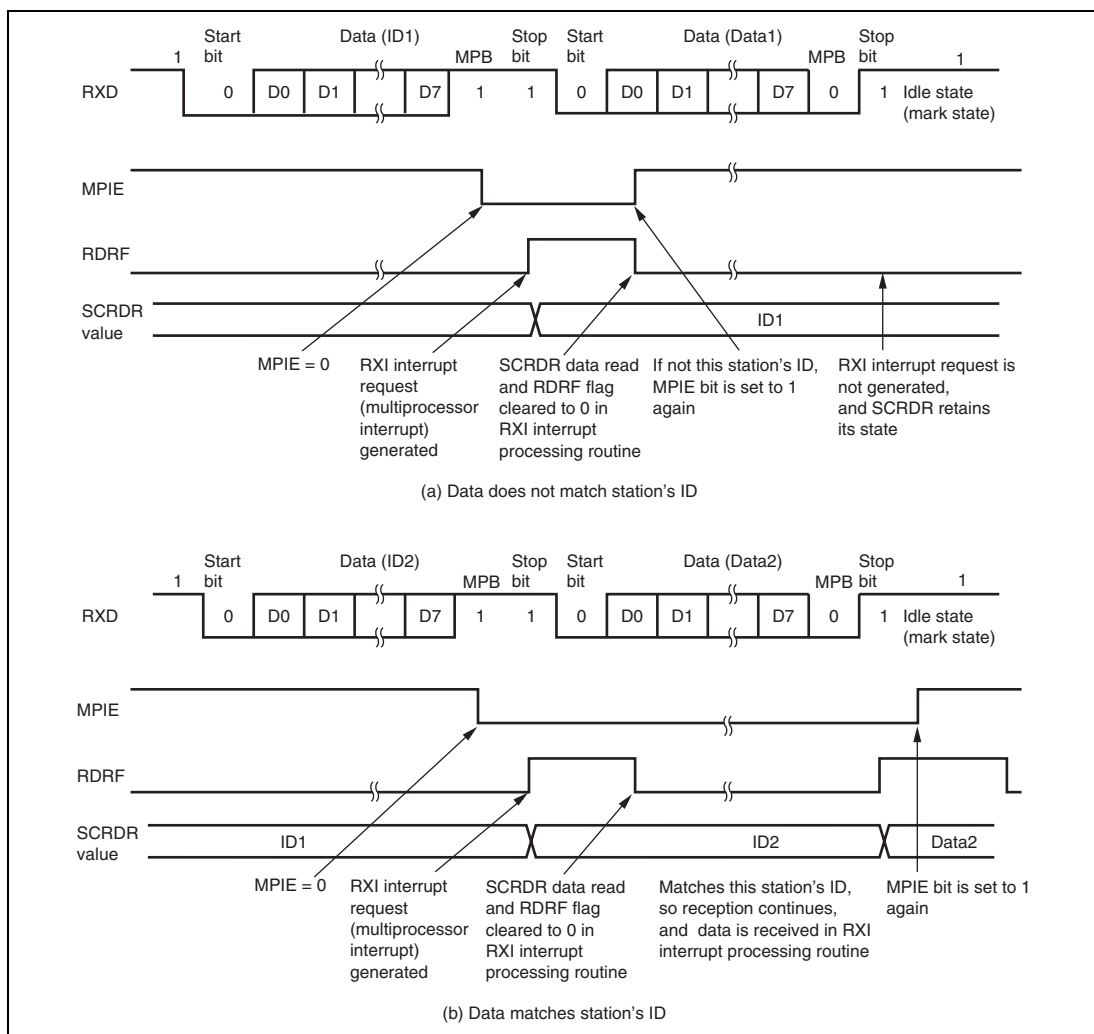 Start bit Data (ID1) MPB Stop bit Start bit Data (Data1) MPB Stop bit
1 1
RXD 0 D0 D1 D7 1 1 0 D0 D1 D7 0 1 Idle state (mark state)
MPIE
RDRF
SCRDR value ID1
MPIE = 0
RXI interrupt
request
(multiprocessor
interrupt)
generated
SCRDR data read
and RDRF flag
cleared to 0 in
RXI interrupt
processing routine
If not this station's ID,
MPIE bit is set to 1
again
RXI interrupt request is
not generated,
and SCRDR retains
its state
(a) Data does not match station's ID
Start bit Data (ID2) MPB Stop bit Start bit Data (Data2) MPB Stop bit
1 1
RXD 0 D0 D1 D7 1 1 0 D0 D1 D7 0 1 Idle state (mark state)
MPIE
RDRF
SCRDR value ID1 ID2 Data2
MPIE = 0
RXI interrupt
request
(multiprocessor
interrupt)
generated
SCRDR data read
and RDRF flag
cleared to 0 in
RXI interrupt
processing routine
Matches this station's ID,
so reception continues,
and data is received in RXI
interrupt processing routine
MPIE bit is set to 1
again
(b) Data matches station's ID